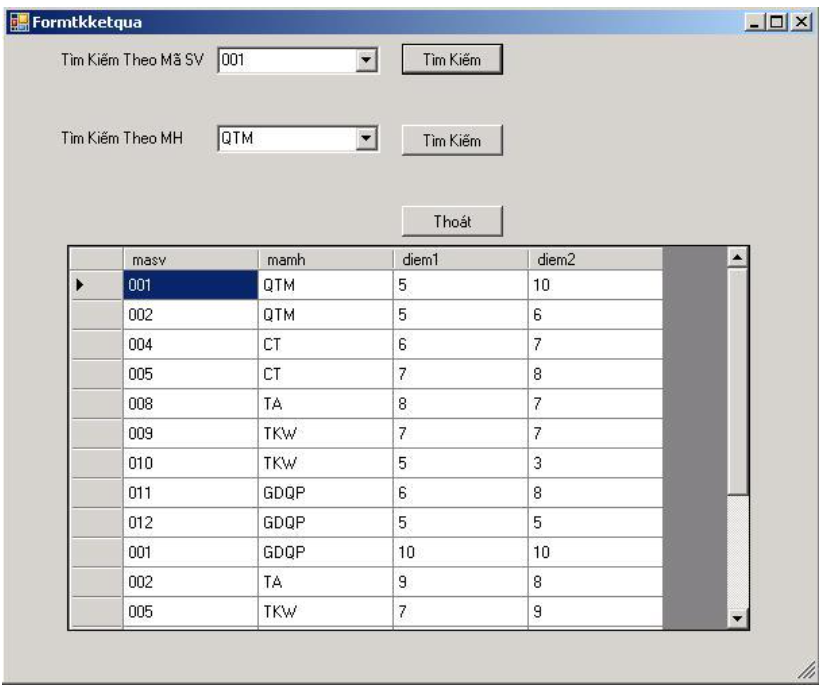 Formtkketqua
Tìm Kiếm Theo Mã SV 001 Tìm Kiếm
Tìm Kiếm Theo MH QTM Tìm Kiếm
Thoát
masv mamh diem1 diem2
001 QTM 5 10
002 QTM 5 6
004 CT 6 7
005 CT 7 8
008 TA 8 7
009 TKW 7 7
010 TKW 5 3
011 GDQP 6 8
012 GDQP 5 5
001 GDQP 10 10
002 TA 9 8
005 TKW 7 9